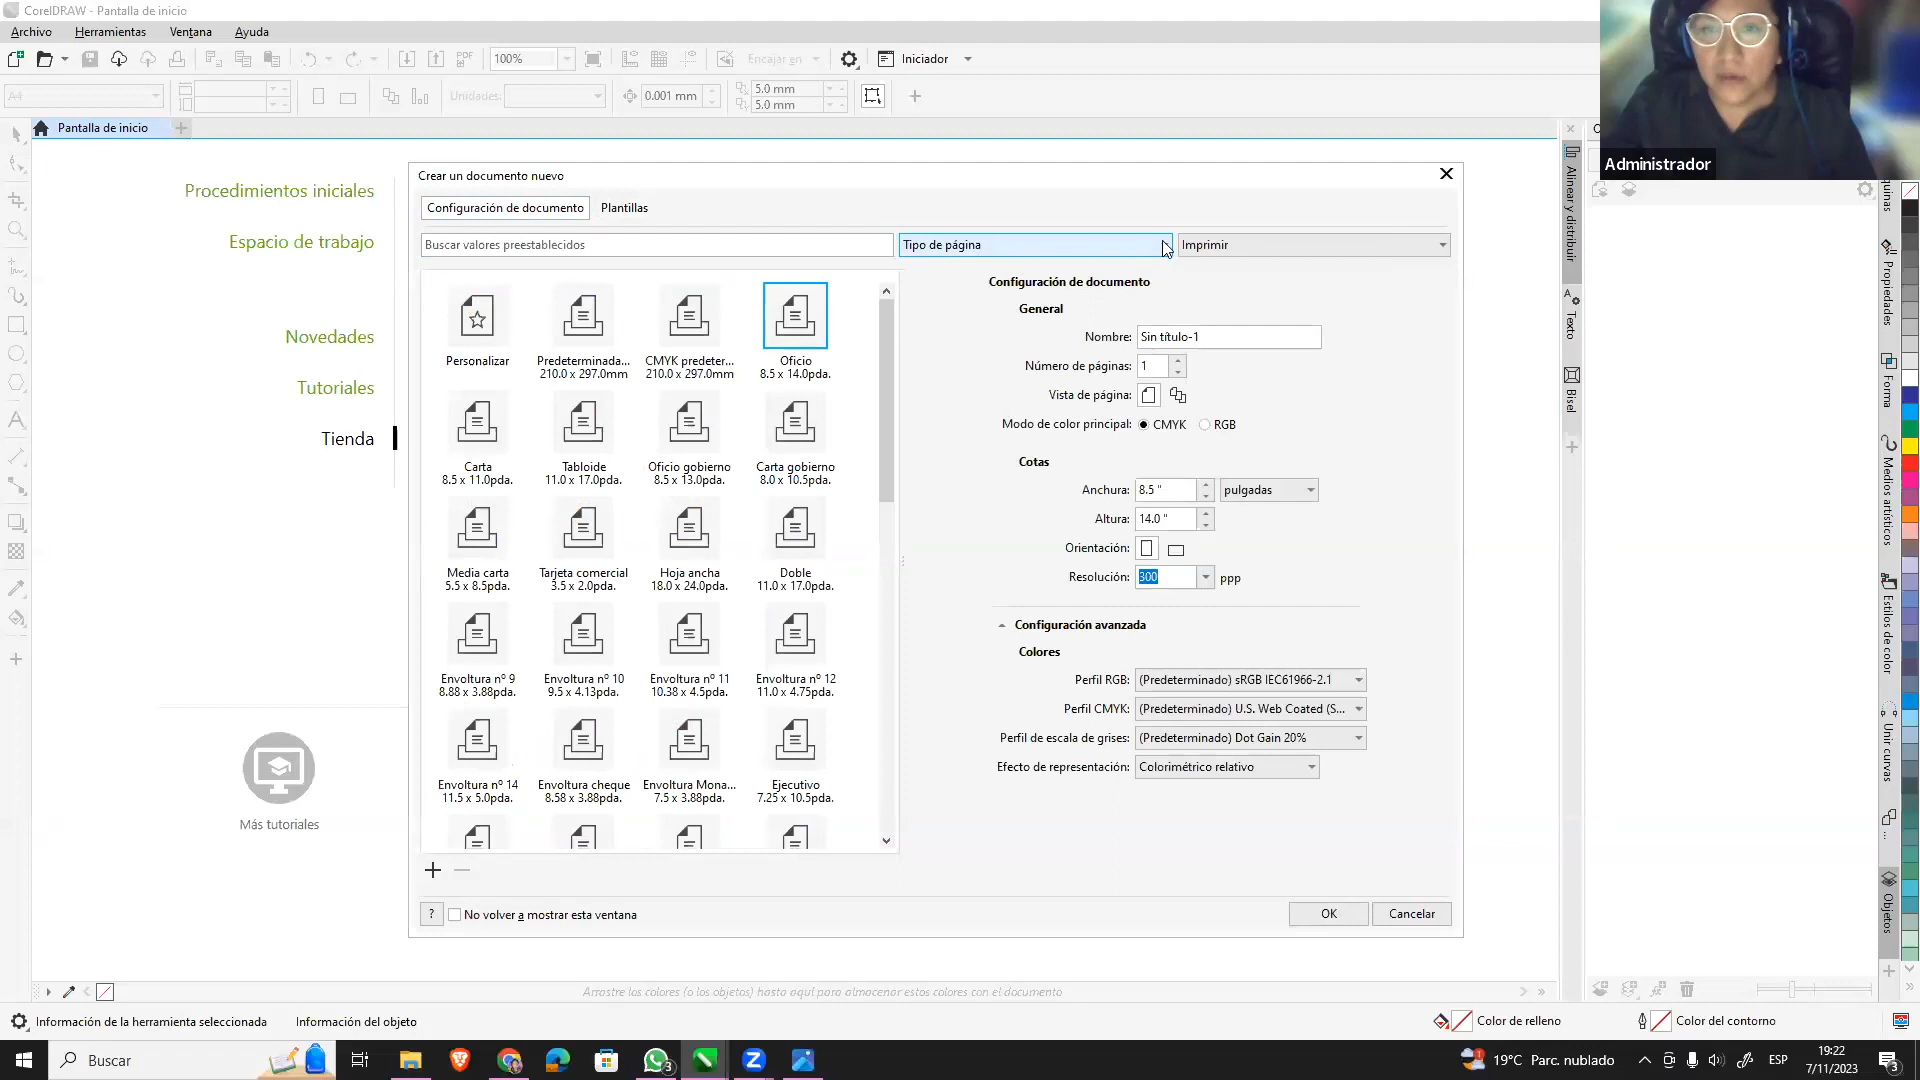 CorelDRAW - Pantalla de inicio
Archivo
Herramientas
Ventana
Ayuda
PDF
100%
Encajar en
Iniciador
A4
Unidades:
0.001 mm
5.0 mm
5.0 mm
Pantalla de inicio
Administrador
Procedimientos iniciales
Espacio de trabajo
Novedades
Tutoriales
Tienda
Más tutoriales
Crear un documento nuevo
Configuración de documento
Plantillas
Buscar valores preestablecidos
Tipo de página
Imprimir
Personalizar
Predeterminada...
210.0 x 297.0mm
CMYK predeter...
210.0 x 297.0mm
Oficio
8.5 x 14.0pda.
Carta
8.5 x 11.0pda.
Tabloide
11.0 x 17.0pda.
Oficio gobierno
8.5 x 13.0pda.
Carta gobierno
8.0 x 10.5pda.
Media carta
5.5 x 8.5pda.
Tarjeta comercial
3.5 x 2.0pda.
Hoja ancha
18.0 x 24.0pda.
Doble
11.0 x 17.0pda.
Envoltura nº 9
8.88 x 3.88pda.
Envoltura nº 10
9.5 x 4.13pda.
Envoltura nº 11
10.38 x 4.5pda.
Envoltura nº 12
11.0 x 4.75pda.
Envoltura nº 14
11.5 x 5.0pda.
Envoltura cheque
8.58 x 3.88pda.
Envoltura Mona...
7.5 x 3.88pda.
Ejecutivo
7.25 x 10.5pda.
Configuración de documento
General
Nombre: Sin título-1
Número de páginas: 1
Vista de página:
Modo de color principal: CMYK RGB
Cotas
Anchura: 8.5 " pulgadas
Altura: 14.0 "
Orientación:
Resolución: 300 ppp
Configuración avanzada
Colores
Perfil RGB: (Predeterminado) sRGB IEC61966-2.1
Perfil CMYK: (Predeterminado) U.S. Web Coated (S...
Perfil de escala de grises: (Predeterminado) Dot Gain 20%
Efecto de representación: Colorimétrico relativo
? No volver a mostrar esta ventana
OK
Cancelar
Alinear y distribuir
Texto
Bisel
Propiedades
Forma
Medios artísticos
Estilos de color
Unir curvas
Objetos
Arrastre los colores (o los objetos) hasta aquí para almacenar estos colores con el documento
Información de la herramienta seleccionada
Información del objeto
Color de relleno
Color del contorno
Buscar
3
19°C Parc. nublado
ESP
19:22
7/11/2023
3